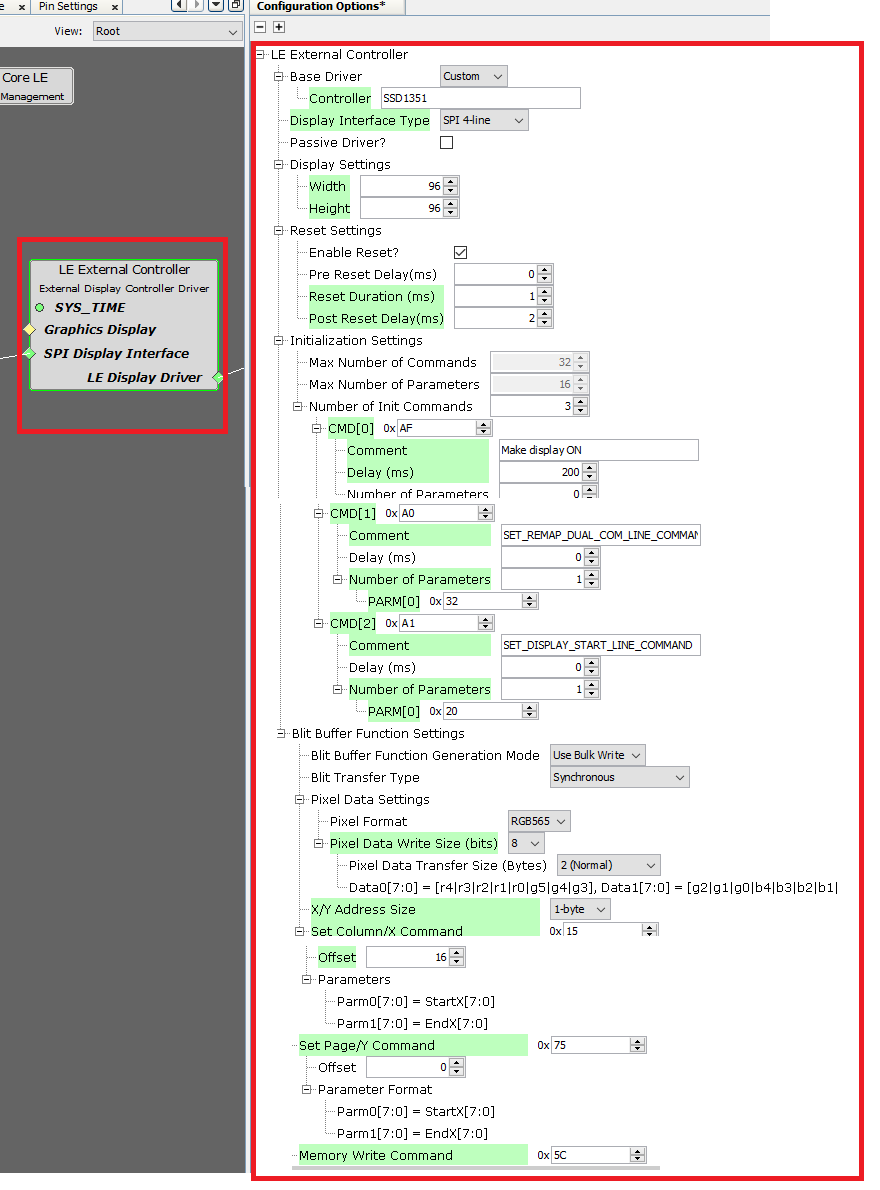 e x Pin Settings x
View: Root
Core LE
Management
LE External Controller
External Display Controller Driver
SYS_TIME
Graphics Display
SPI Display Interface
LE Display Driver
Configuration Options*
LE External Controller
Base Driver Custom
Controller SSD1351
Display Interface Type SPI 4-line
Passive Driver?
Display Settings
Width 96
Height 96
Reset Settings
Enable Reset?
Pre Reset Delay(ms) 0
Reset Duration (ms) 1
Post Reset Delay(ms) 2
Initialization Settings
Max Number of Commands 32
Max Number of Parameters 16
Number of Init Commands 3
CMD[0] 0x AF
Comment Make display ON
Delay (ms) 200
Number of Parameters 0
CMD[1] 0x A0
Comment SET_REMAP_DUAL_COM_LINE_COMMAN
Delay (ms) 0
Number of Parameters 1
PARM[0] 0x 32
CMD[2] 0x A1
Comment SET_DISPLAY_START_LINE_COMMAND
Delay (ms) 0
Number of Parameters 1
PARM[0] 0x 20
Blit Buffer Function Settings
Blit Buffer Function Generation Mode Use Bulk Write
Blit Transfer Type Synchronous
Pixel Data Settings
Pixel Format RGB565
Pixel Data Write Size (bits) 8
Pixel Data Transfer Size (Bytes) 2 (Normal)
Data0[7:0] = [r4|r3|r2|r1|r0|g5|g4|g3], Data1[7:0] = [g2|g1|g0|b4|b3|b2|b1|
X/Y Address Size 1-byte
Set Column/X Command 0x 15
Offset 16
Parameters
Parm0[7:0] = StartX[7:0]
Parm1[7:0] = EndX[7:0]
Set Page/Y Command 0x 75
Offset 0
Parameter Format
Parm0[7:0] = StartX[7:0]
Parm1[7:0] = EndX[7:0]
Memory Write Command 0x 5C